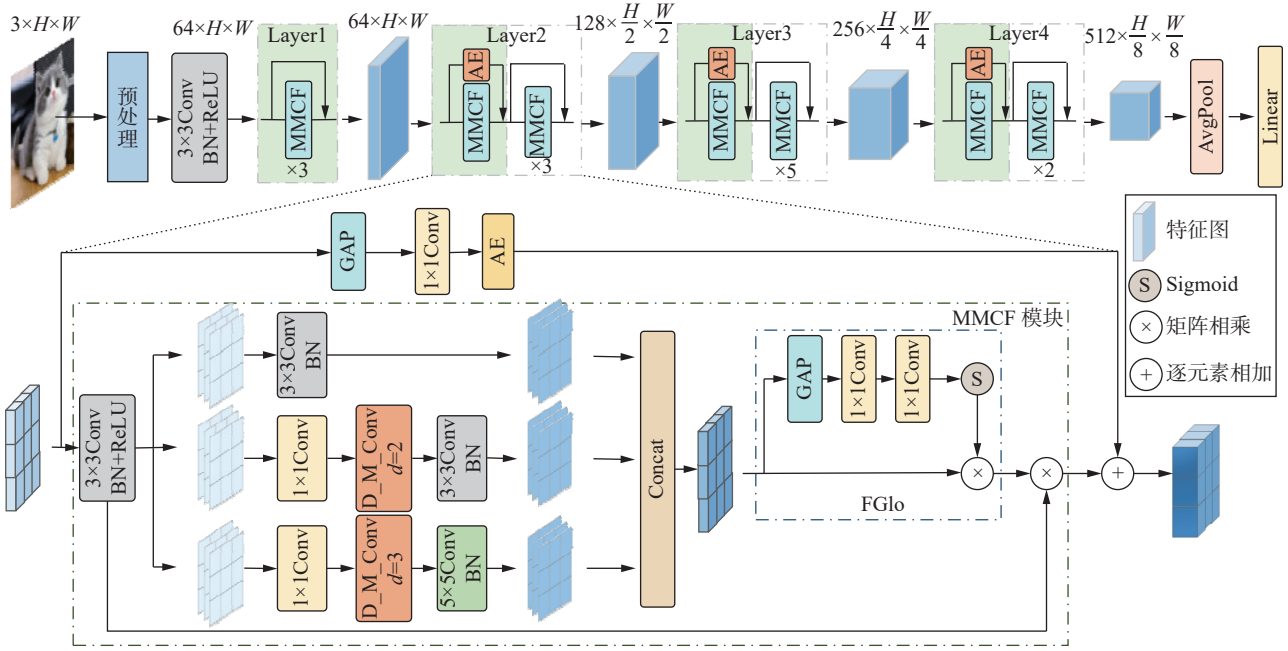 3×H×W
64×H×W
Layer1
64×H×W
Layer2
128×H/2×W/2
Layer3
256×H/4×W/4
Layer4
512×H/8×W/8
预处理
3×3Conv
BN+ReLU
MMCF
×3
AE
MMCF
MMCF
×3
AE
MMCF
MMCF
×5
AE
MMCF
MMCF
×2
AvgPool
Linear
GAP
1×1Conv
AE
特征图
S
Sigmoid
×
矩阵相乘
+
逐元素相加
MMCF 模块
3×3Conv
BN+ReLU
3×3Conv
BN
1×1Conv
D_M_Conv
d=2
3×3Conv
BN
1×1Conv
D_M_Conv
d=3
5×5Conv
BN
Concat
GAP
1×1Conv
1×1Conv
S
×
FGlo
×
+